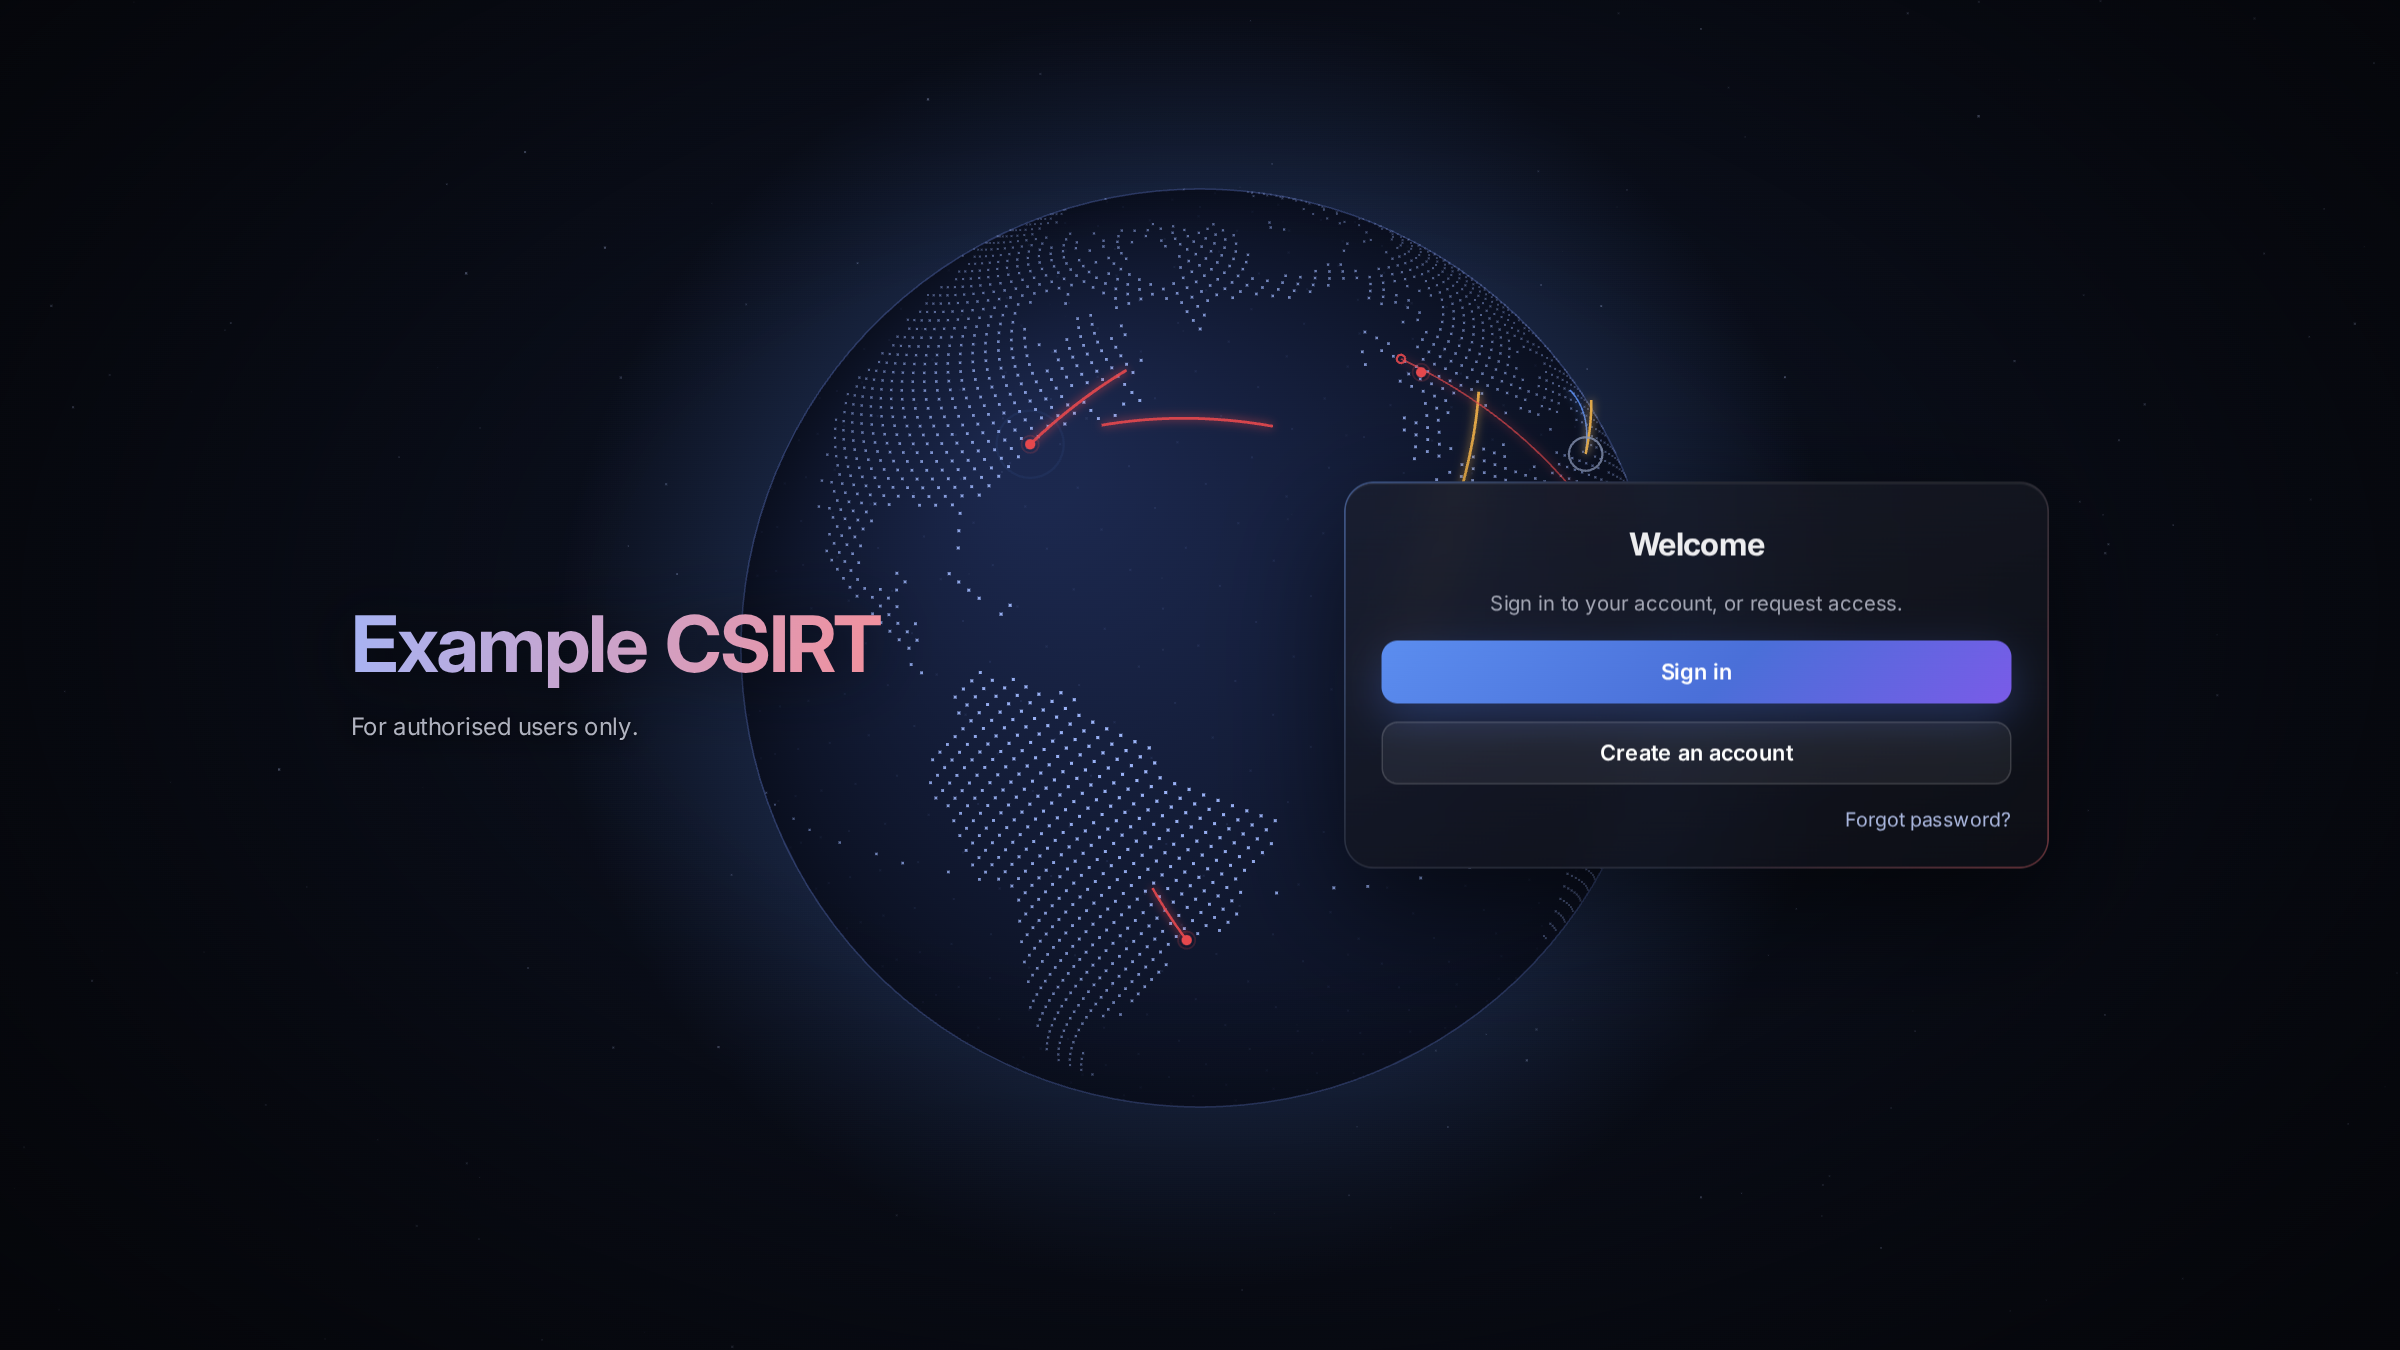 Example CSIRT
For authorised users only.
Welcome
Sign in to your account, or request access.
Sign in
Create an account
Forgot password?